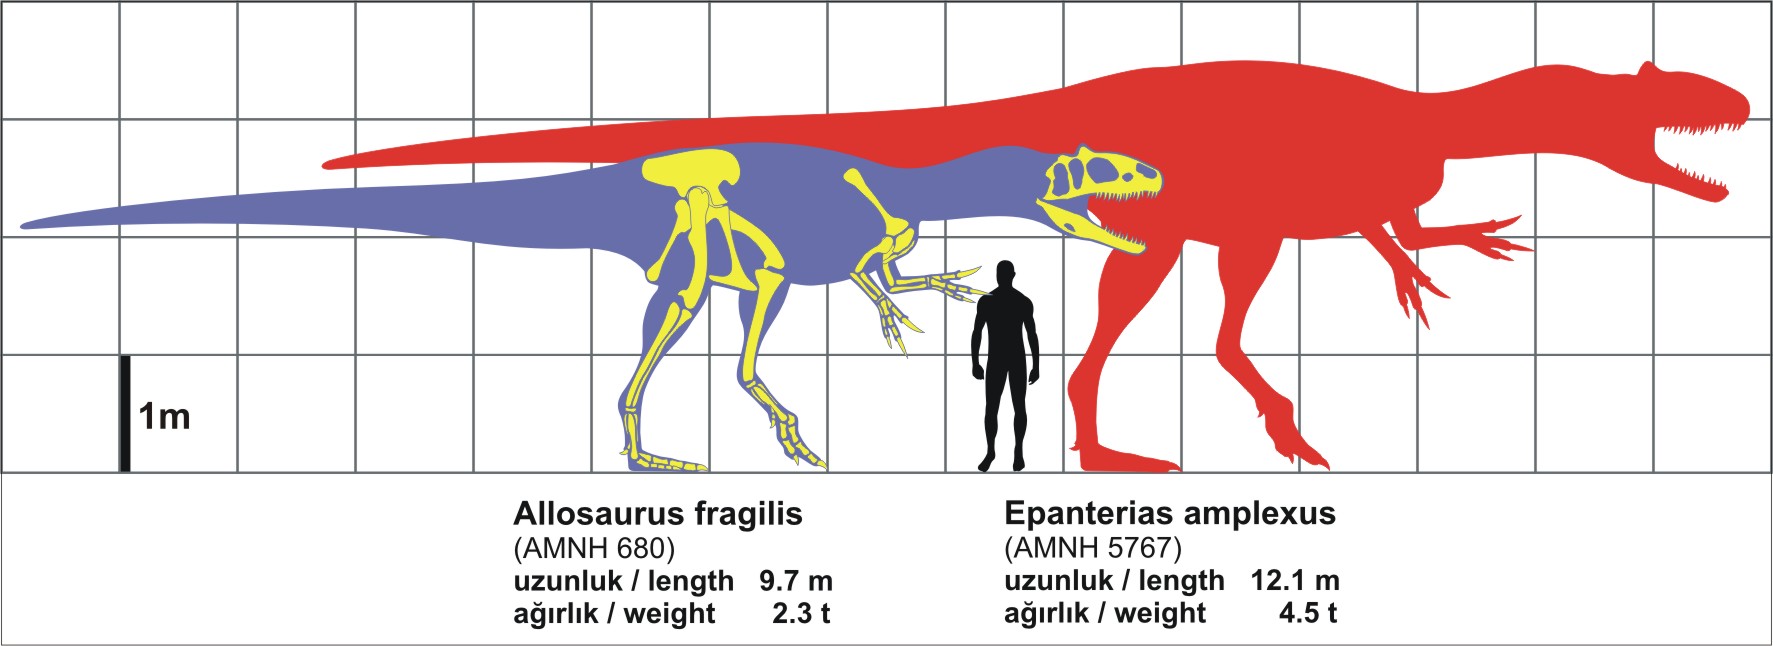 1m
Allosaurus fragilis
(AMNH 680)
uzunluk / length 9.7 m
ağırlık / weight 2.3 t
Epanterias amplexus
(AMNH 5767)
uzunluk / length 12.1 m
ağırlık / weight 4.5 t